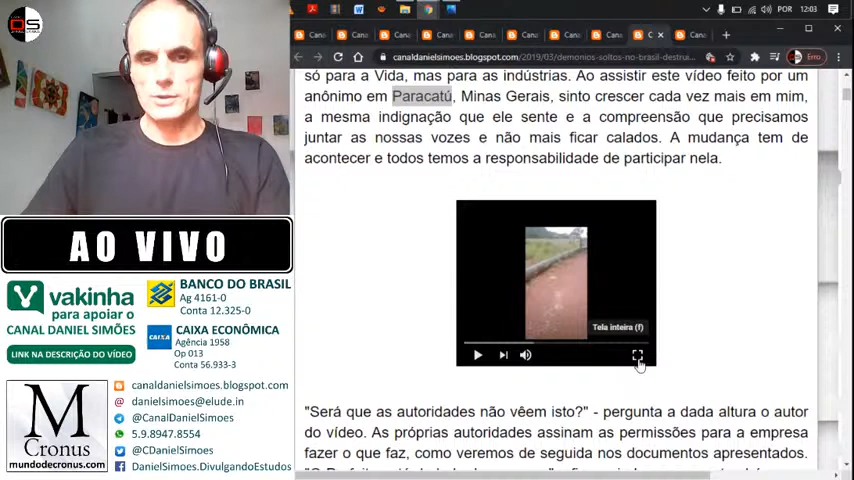 POR
12:03
Erro
canaldanielsimoes.blogspot.com/2019/03/demonios-soltos-no-brasil-destrui...
só para a Vida, mas para as indústrias. Ao assistir este vídeo feito por um
anônimo em Paracatú, Minas Gerais, sinto crescer cada vez mais em mim,
a mesma indignação que ele sente e a compreensão que precisamos
juntar as nossas vozes e não mais ficar calados. A mudança tem de
acontecer e todos temos a responsabilidade de participar nela.
Tela inteira (f)
"Será que as autoridades não vêem isto?" - pergunta a dada altura o autor
do vídeo. As próprias autoridades assinam as permissões para a empresa
fazer o que faz, como veremos de seguida nos documentos apresentados.
AO VIVO
vakinha
para apoiar o
CANAL DANIEL SIMÕES
LINK NA DESCRIÇÃO DO VÍDEO
BANCO DO BRASIL
Ag 4161-0
Conta 12.325-0
CAIXA
CAIXA ECONÔMICA
Agência 1958
Op 013
Conta 56.933-3
M
Cronus
mundodecronus.com
canaldanielsimoes.blogspot.com
danielsimoes@elude.in
@CanalDanielSimoes
5.9.8947.8554
@CDanielSimoes
DanielSimoes.DivulgandoEstudos